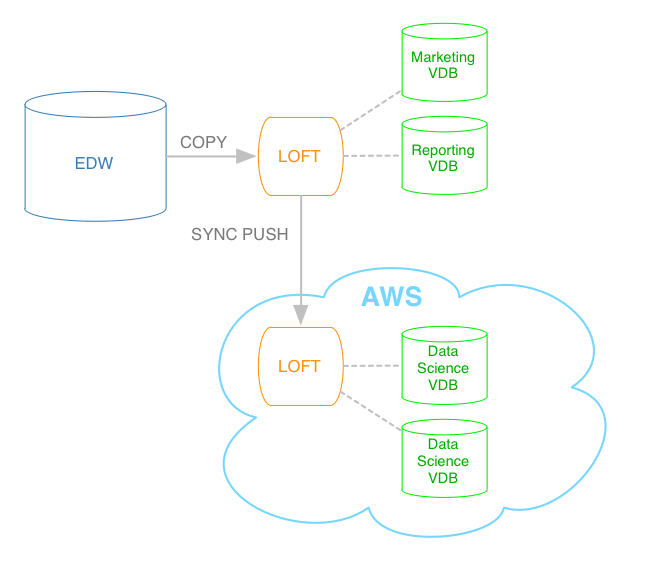 Marketing
VDB
EDW
COPY
LOFT
Reporting
VDB
SYNC PUSH
AWS
LOFT
Data
Science
VDB
Data
Science
VDB